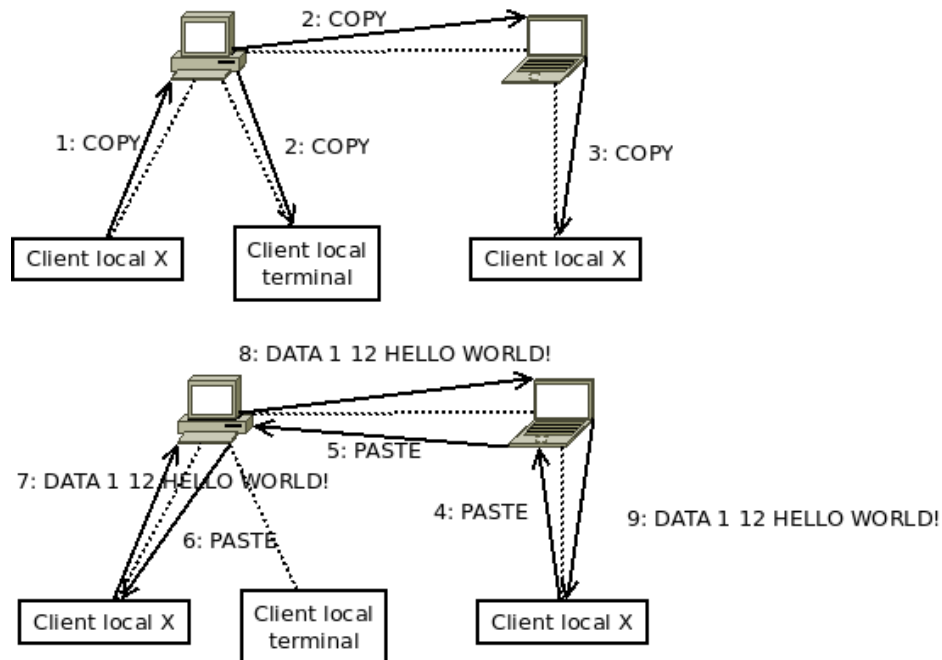 2: COPY
1: COPY
2: COPY
3: COPY
Client local X
Client local
terminal
Client local X
8: DATA 1 12 HELLO WORLD!
5: PASTE
7: DATA 1 12 HELLO WORLD!
4: PASTE
9: DATA 1 12 HELLO WORLD!
6: PASTE
Client local X
Client local
terminal
Client local X